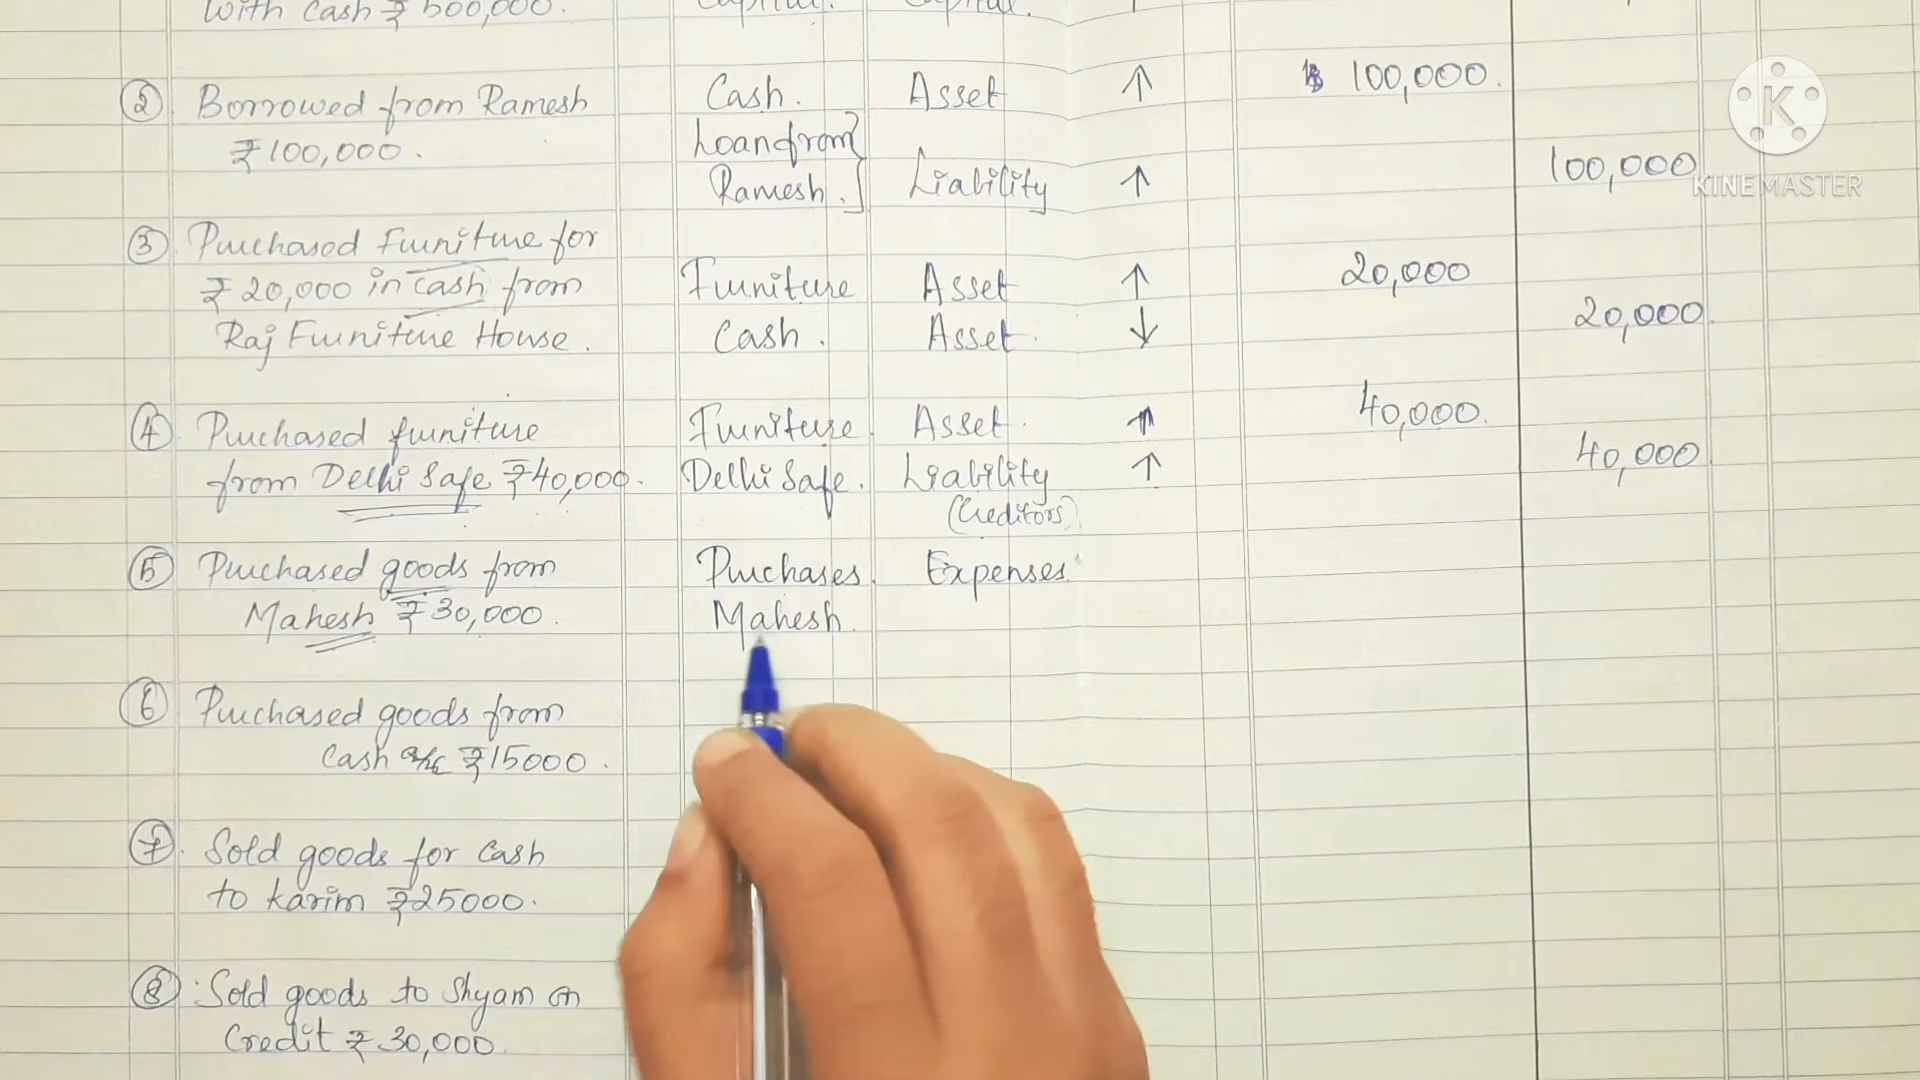 with cash ₹ 500,000. Capital. Capital.
② Borrowed from Ramesh Cash. Asset ↑ 100,000.
₹ 100,000. Loan from}
Ramesh.] Liability ↑ 100,000
KINEMASTER
③ Purchased Furniture for
₹ 20,000 in cash from Furniture Asset ↑ 20,000
Raj Furniture House. Cash. Asset. ↓ 20,000
④ Purchased furniture Furniture. Asset. ↑ 40,000.
from Delhi Safe ₹40,000. Delhi Safe. Liability ↑ 40,000
(Creditors)
⑤ Purchased goods from Purchases. Expenses
Mahesh ₹ 30,000. Mahesh.
⑥ Purchased goods from
Cash a/c ₹15000.
⑦. Sold goods for cash
to Karim ₹25000.
⑧. Sold goods to Shyam on
Credit ₹ 30,000.